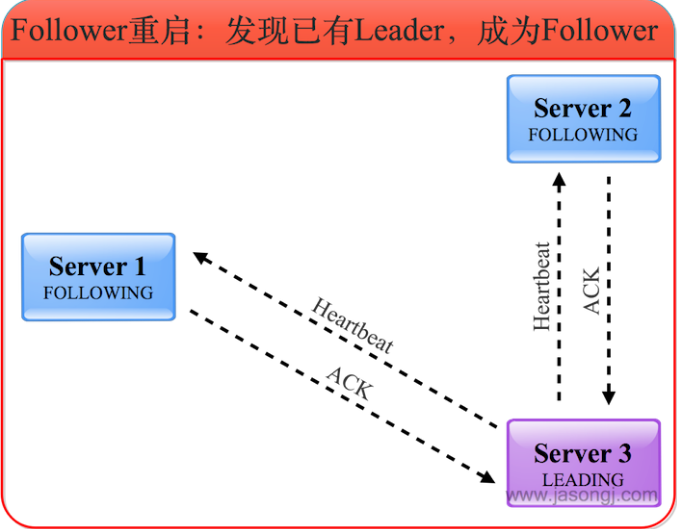 Follower重启：发现已有Leader，成为Follower
Server 2
FOLLOWING
Server 1
FOLLOWING
Heartbeat
ACK
Heartbeat
ACK
Server 3
LEADING
www.jasongj.com